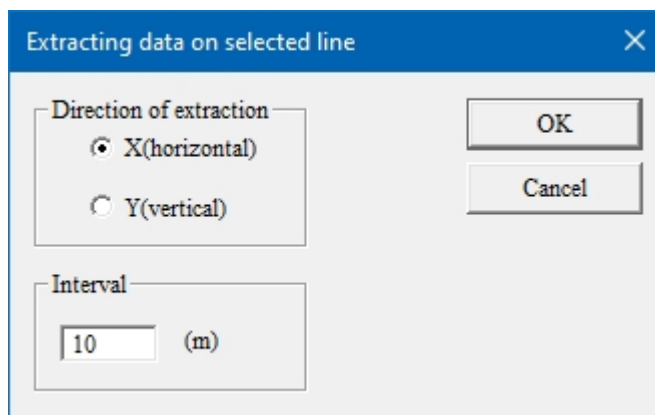 Extracting data on selected line
Direction of extraction
X(horizontal)
Y(vertical)
OK
Cancel
Interval
10 (m)